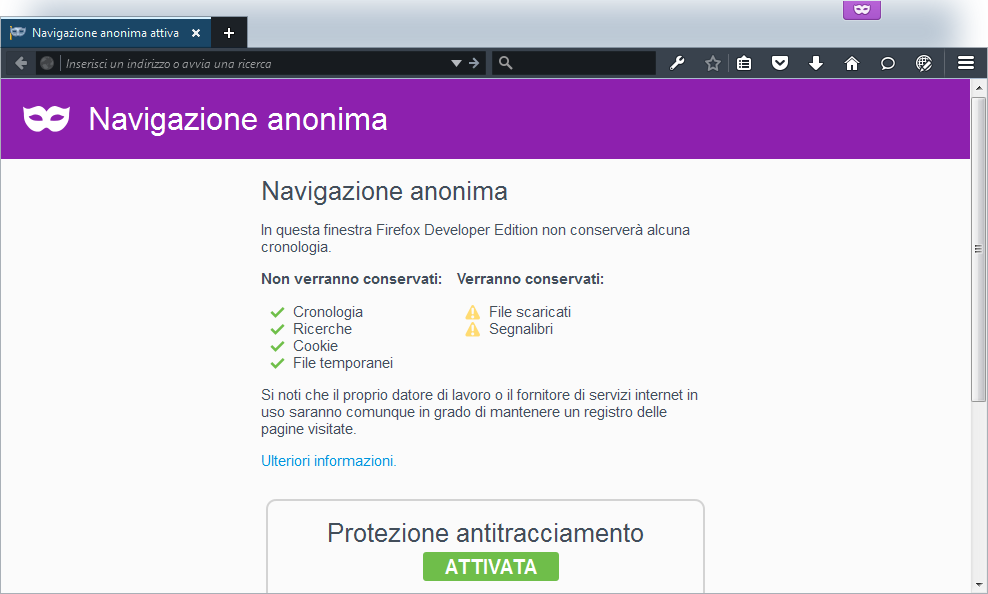 Navigazione anonima attiva
Inserisci un indirizzo o avvia una ricerca
Navigazione anonima
Navigazione anonima
In questa finestra Firefox Developer Edition non conserverà alcuna
cronologia.
Non verranno conservati: Verranno conservati:
Cronologia File scaricati
Ricerche Segnalibri
Cookie
File temporanei
Si noti che il proprio datore di lavoro o il fornitore di servizi internet in
uso saranno comunque in grado di mantenere un registro delle
pagine visitate.
Ulteriori informazioni.
Protezione antitracciamento
ATTIVATA